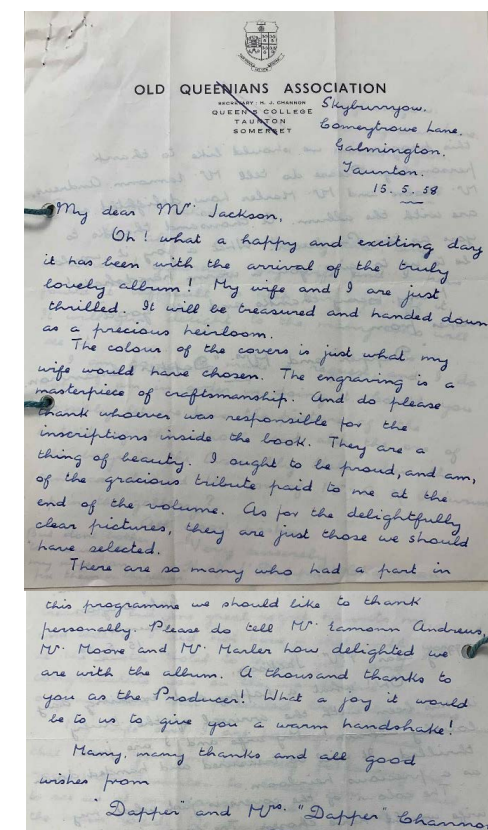 OLD QUEENIANS ASSOCIATION
SECRETARY: H. J. CHANNON
QUEEN'S COLLEGE
TAUNTON
SOMERSET
Skyburryow.
Comeytrowe Lane,
Galmington.
Taunton.
15. 5. 58
My dear Mr. Jackson,
Oh! what a happy and exciting day
it has been with the arrival of the truly
lovely album! My wife and I are just
thrilled. It will be treasured and handed down
as a precious heirloom.
The colour of the covers is just what my
wife would have chosen. The engraving is a
masterpiece of craftsmanship. And do please
thank whoever was responsible for the
inscriptions inside the book. They are a
thing of beauty. I ought to be proud, and am,
of the gracious tribute paid to me at the
end of the volume. As for the delightfully
clear pictures, they are just those we should
have selected.
There are so many who had a part in
this programme we should like to thank
personally. Please do tell Mr. Eamonn Andrews,
Mr. Moore and Mr. Marler how delighted we
are with the album. A thousand thanks to
you as the Producer! What a joy it would
be to us to give you a warm handshake!
Many, many thanks and all good
wishes from
"Dapper" and Mrs. "Dapper" Channo